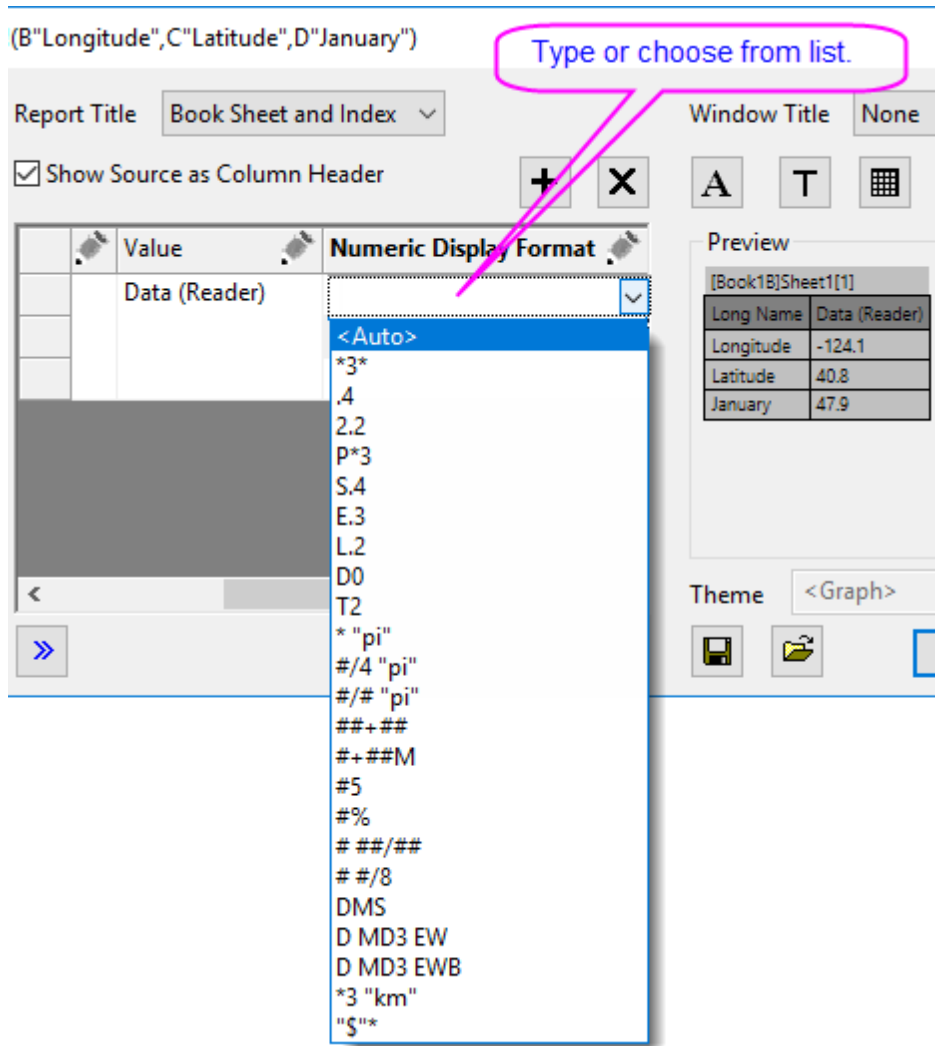 (B"Longitude",C"Latitude",D"January")
Type or choose from list.
Report Title Book Sheet and Index
Window Title None
Show Source as Column Header
+ X
A T
Value Numeric Display Format
Data (Reader)
<Auto>
*3*
.4
2.2
P*3
S.4
E.3
L.2
D0
T2
* "pi"
#/4 "pi"
#/# "pi"
##+##
#+##M
#5
#%
# ##/##
# #/8
DMS
D MD3 EW
D MD3 EWB
*3 "km"
"$"*
Preview
[Book1B]Sheet1[1]
Long Name Data (Reader)
Longitude -124.1
Latitude 40.8
January 47.9
Theme <Graph>